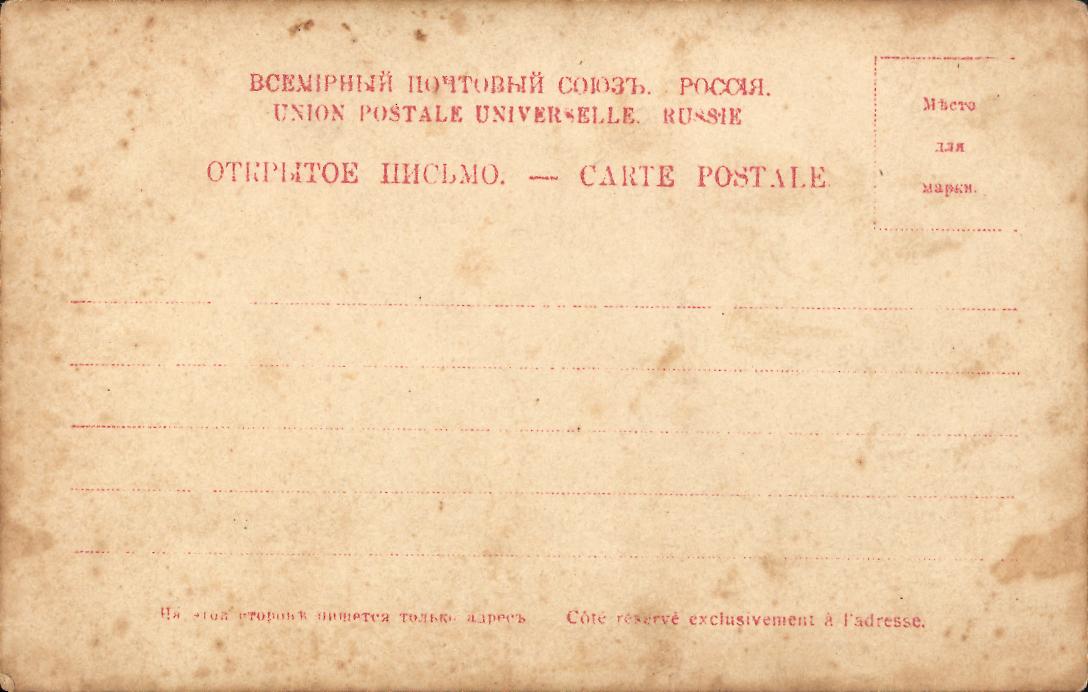 ВСЕМІРНЫЙ ПОЧТОВЫЙ СОЮЗЪ. РОССІЯ.
UNION POSTALE UNIVERSELLE. RUSSIE
ОТКРЫТОЕ ПИСЬМО. — CARTE POSTALE.
Мѣсто
для
марки.
На этой сторонѣ пишется только адресъ Côté réservé exclusivement à l'adresse.